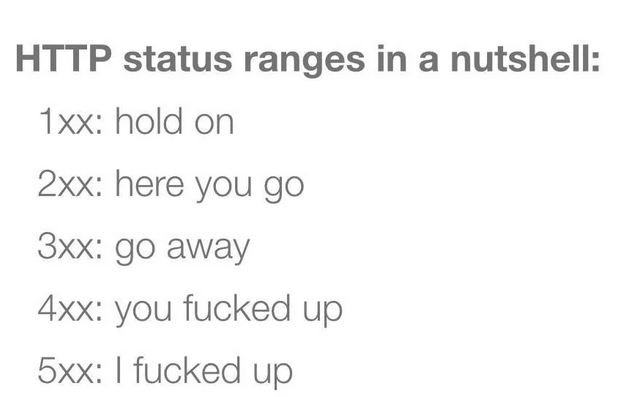 HTTP status ranges in a nutshell:
1xx: hold on
2xx: here you go
3xx: go away
4xx: you fucked up
5xx: I fucked up